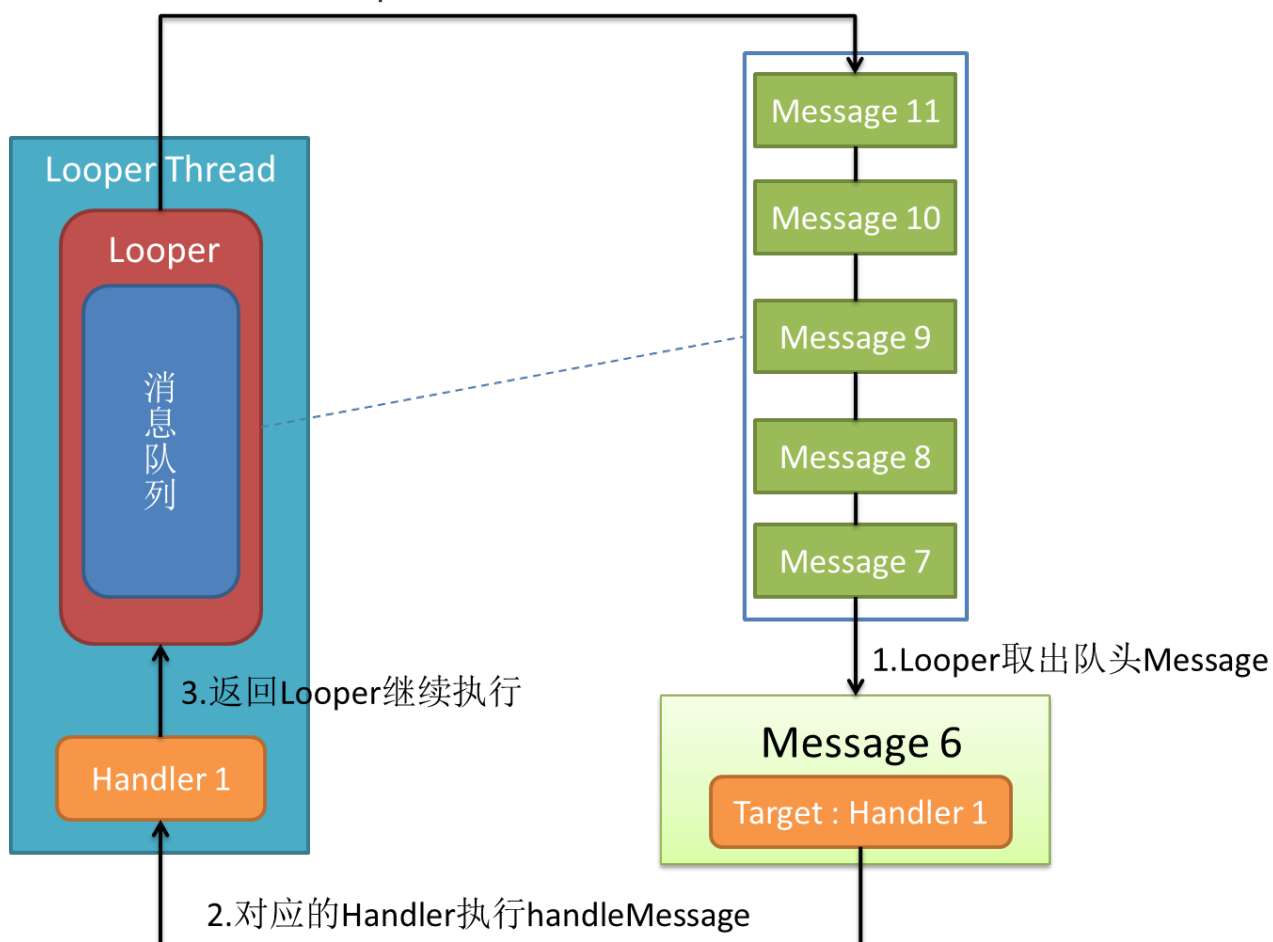 Looper Thread
Looper
消息队列
3.返回Looper继续执行
Handler 1
2.对应的Handler执行handleMessage
Message 11
Message 10
Message 9
Message 8
Message 7
1.Looper取出队头Message
Message 6
Target : Handler 1